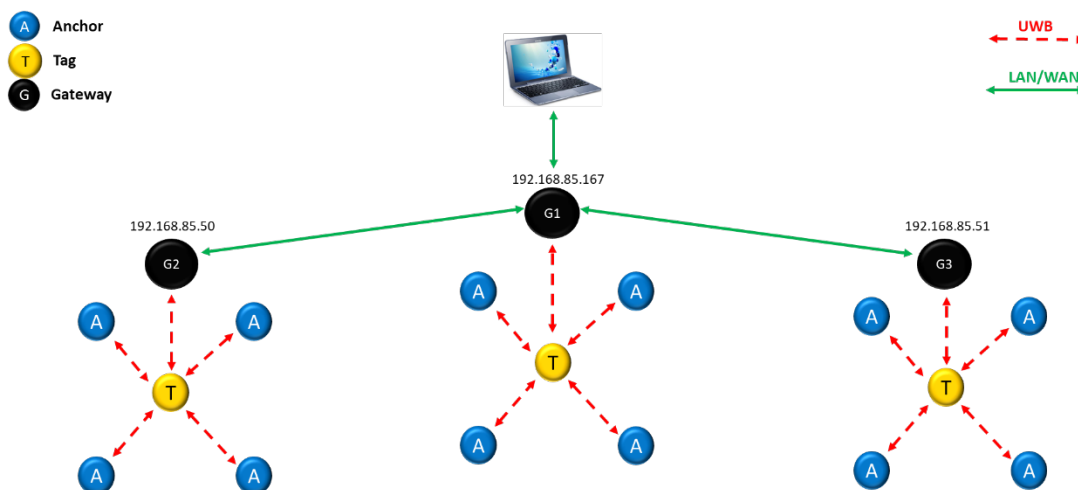 A Anchor
T Tag
G Gateway
UWB
LAN/WAN
192.168.85.167
G1
192.168.85.50
G2
192.168.85.51
G3
A
A
A
A
A
A
T
T
T
A
A
A
A
A
A